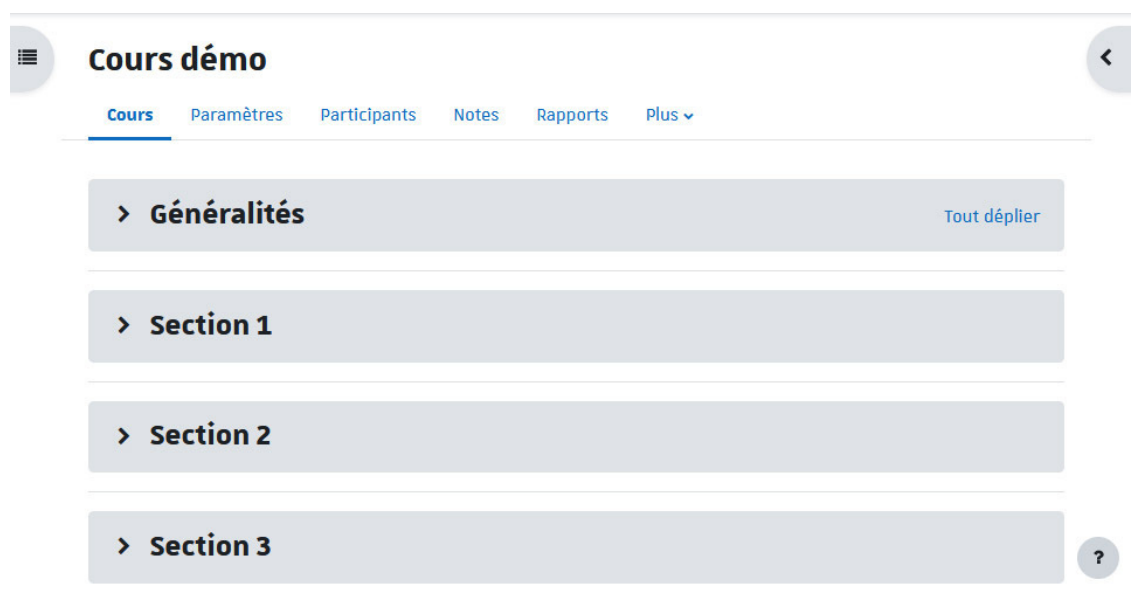 Cours démo
Cours Paramètres Participants Notes Rapports Plus
Généralités Tout déplier
Section 1
Section 2
Section 3
?